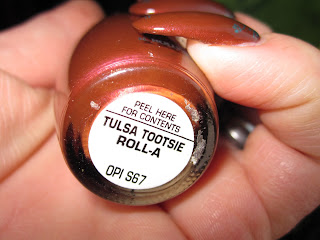 PEEL HERE
FOR CONTENTS
TULSA TOOTSIE
ROLL-A
OPI S67